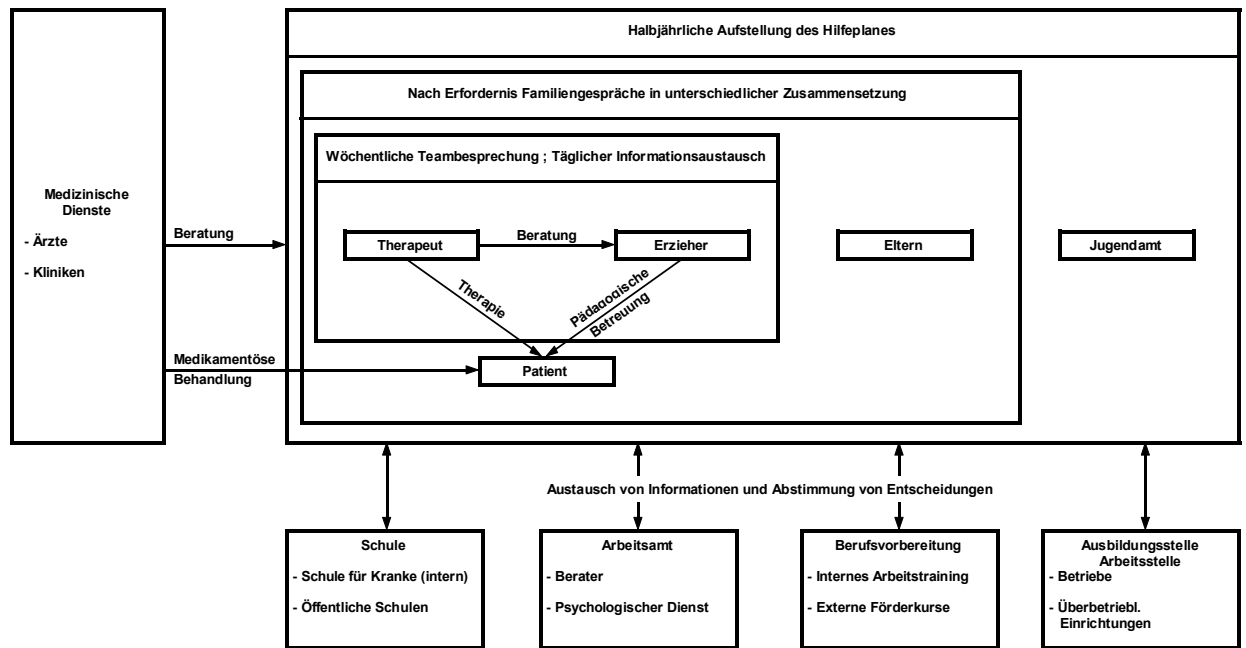 Halbjährliche Aufstellung des Hilfeplanes
Nach Erfordernis Familiengespräche in unterschiedlicher Zusammensetzung
Wöchentliche Teambesprechung ; Täglicher Informationsaustausch
Medizinische
Dienste
- Ärzte
- Kliniken
Beratung
Therapeut
Beratung
Erzieher
Eltern
Jugendamt
Therapie
Pädagogische
Betreuung
Medikamentöse
Behandlung
Patient
Austausch von Informationen und Abstimmung von Entscheidungen
Schule
- Schule für Kranke (intern)
- Öffentliche Schulen
Arbeitsamt
- Berater
- Psychologischer Dienst
Berufsvorbereitung
- Internes Arbeitstraining
- Externe Förderkurse
Ausbildungsstelle
Arbeitsstelle
- Betriebe
- Überbetriebl.
Einrichtungen